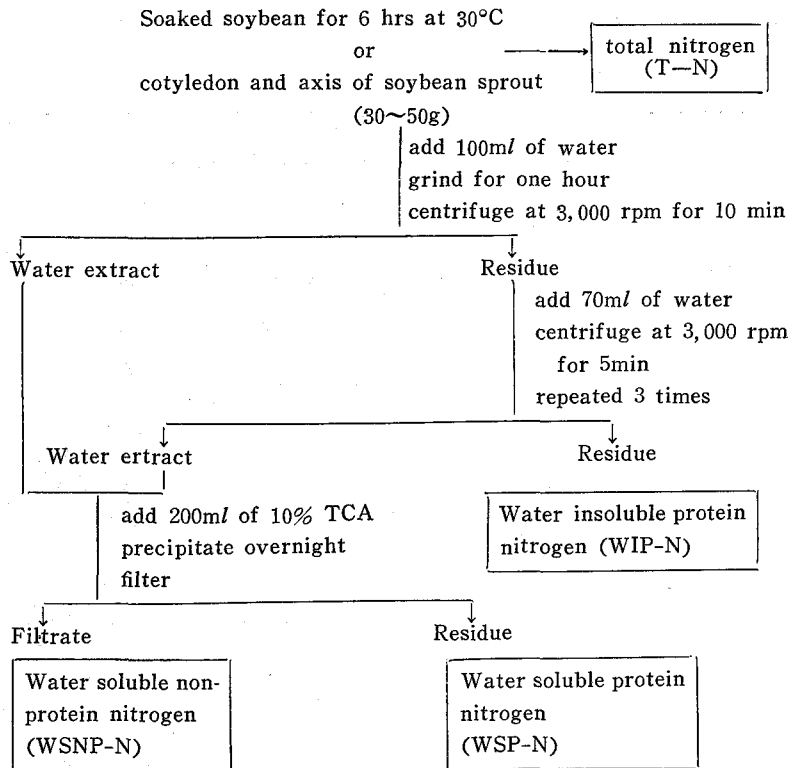 Soaked soybean for 6 hrs at 30°C
or
cotyledon and axis of soybean sprout
(30~50g)
total nitrogen
(T—N)
add 100ml of water
grind for one hour
centrifuge at 3,000 rpm for 10 min
Water extract
Residue
add 70ml of water
centrifuge at 3,000 rpm
for 5min
repeated 3 times
Water ertract
Residue
add 200ml of 10% TCA
precipitate overnight
filter
Water insoluble protein
nitrogen (WIP-N)
Filtrate
Residue
Water soluble non-
protein nitrogen
(WSNP-N)
Water soluble protein
nitrogen
(WSP-N)